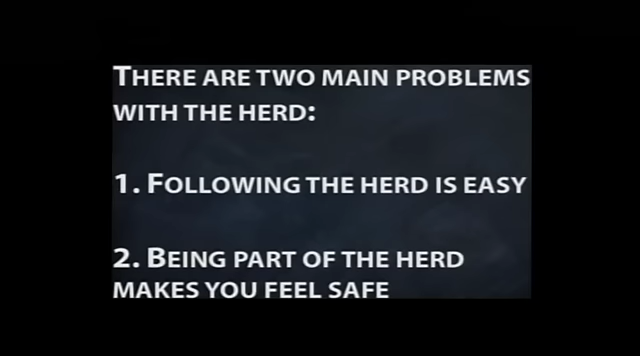 There are two main problems
with the herd:
1. Following the herd is easy
2. Being part of the herd
makes you feel safe